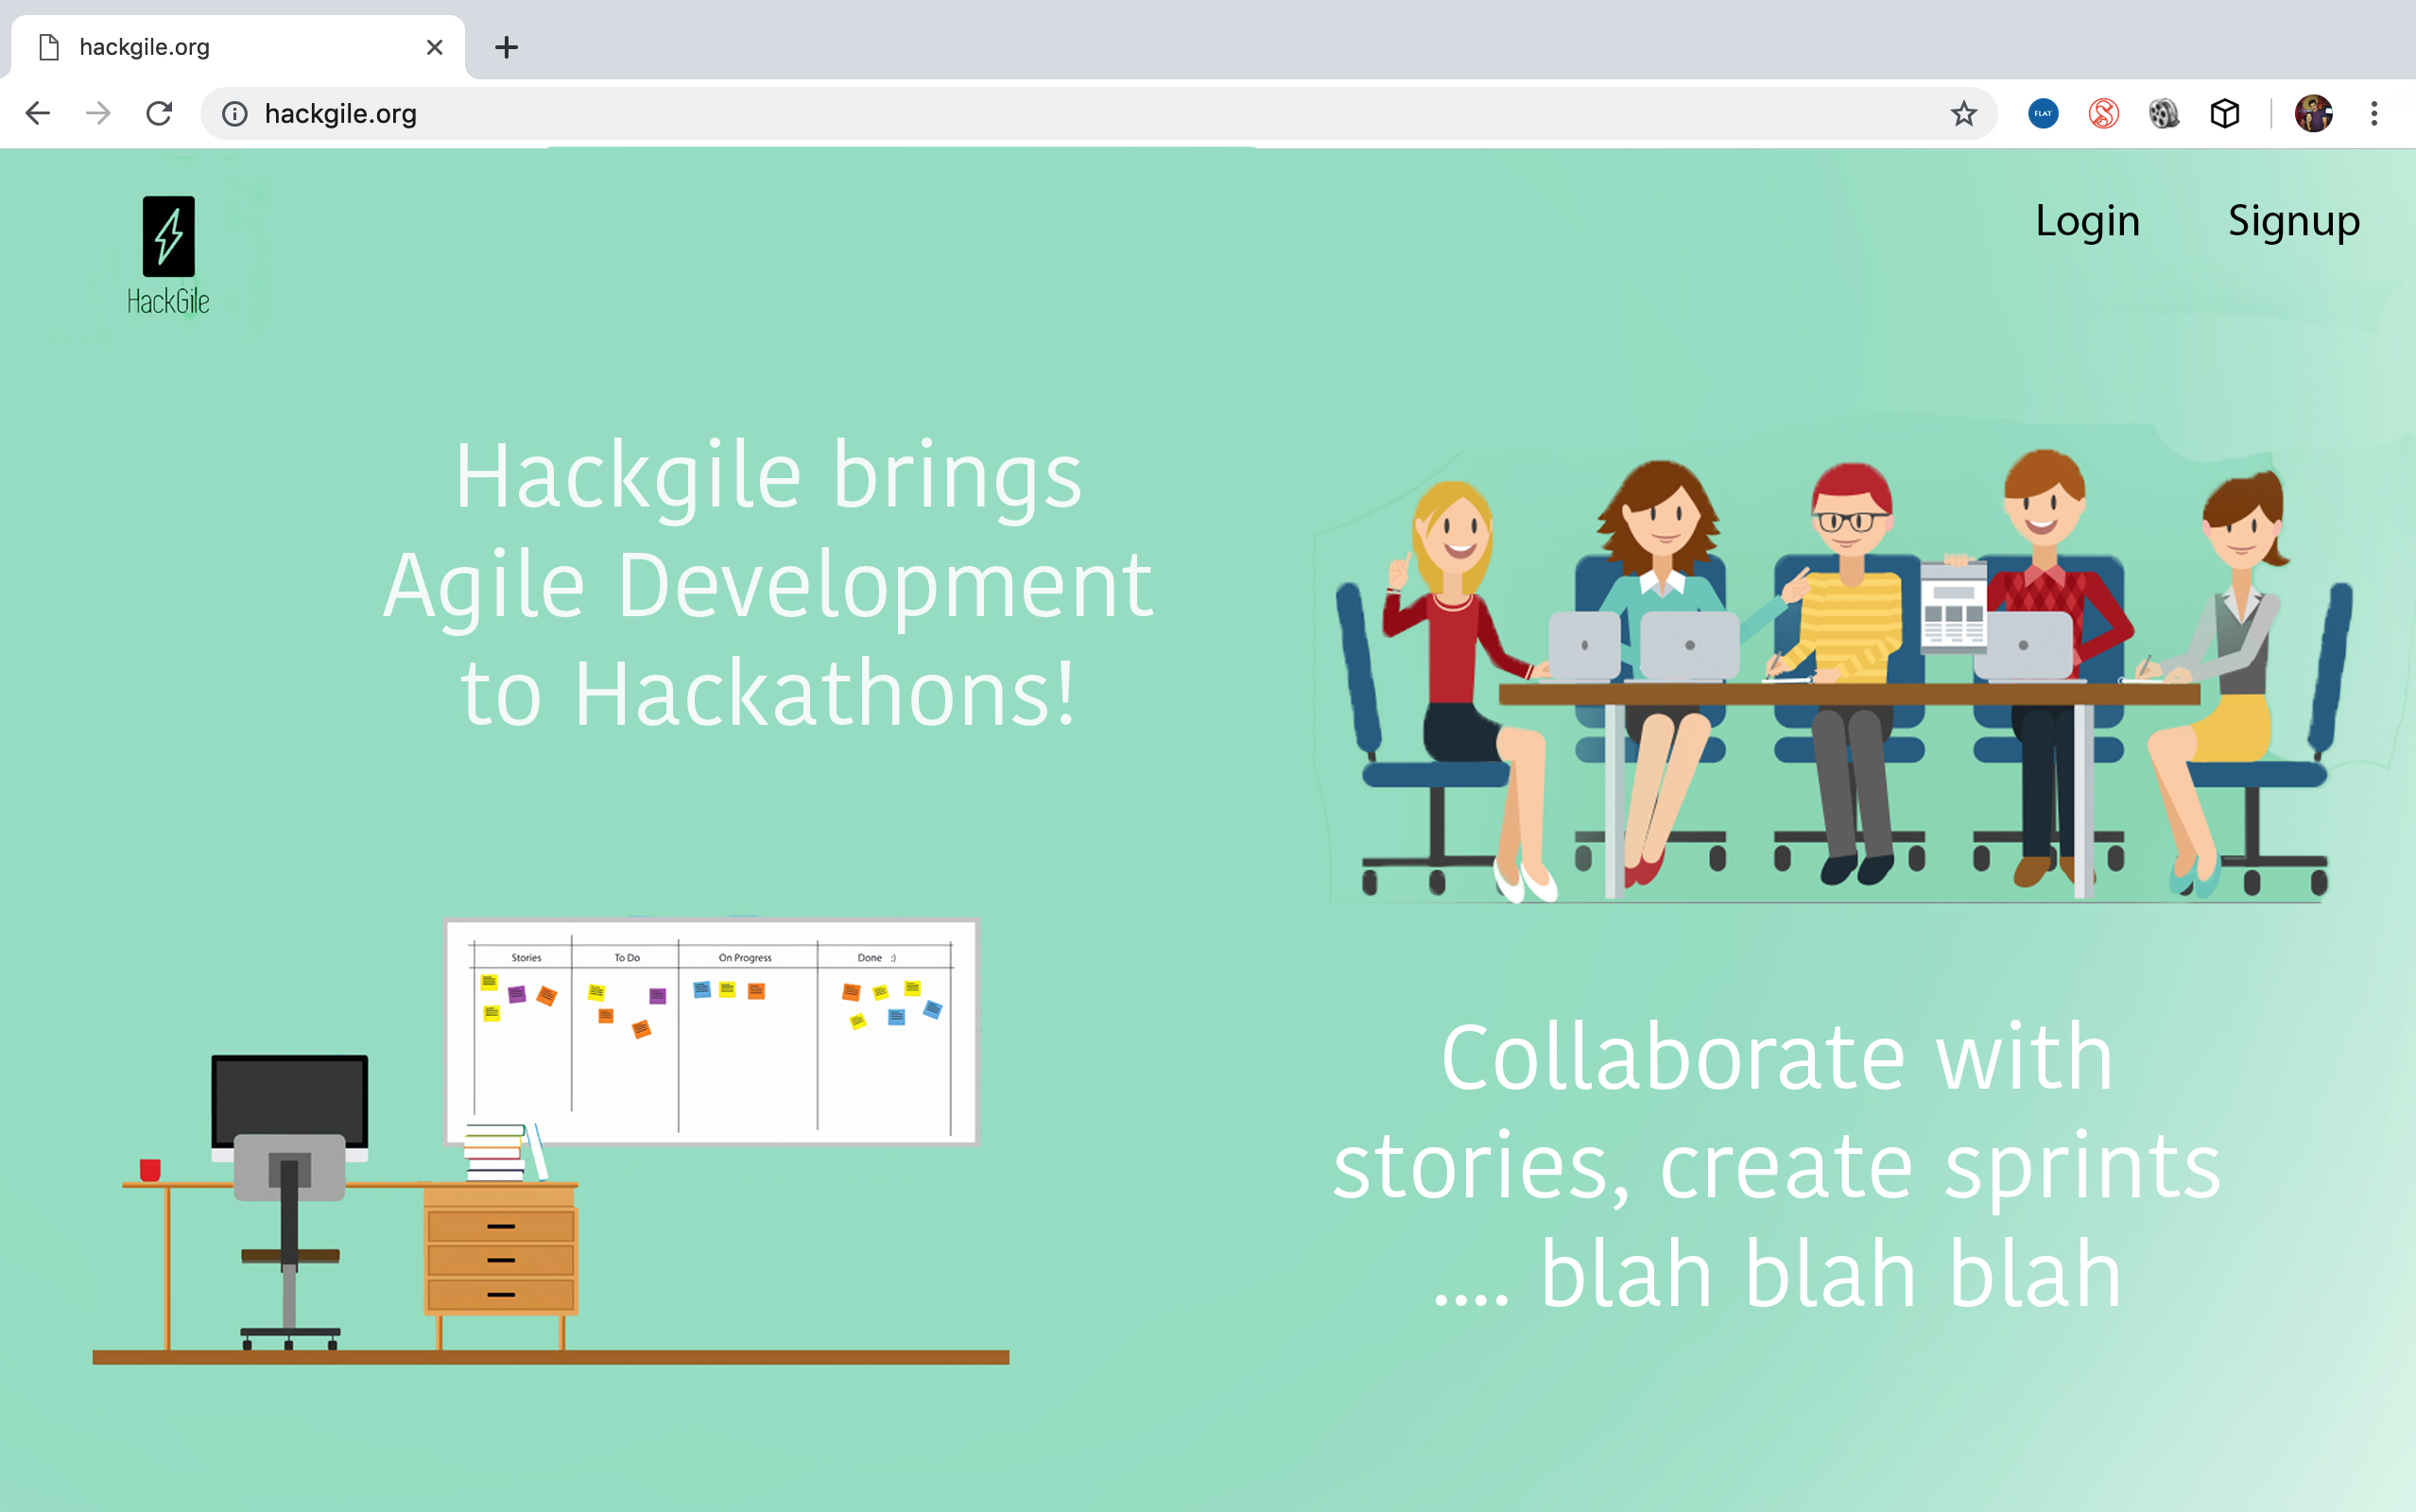 hackgile.org
hackgile.org
FLAT
HackGile
Login
Signup
Hackgile brings
Agile Development
to Hackathons!
Stories
To Do
On Progress
Done :)
Collaborate with
stories, create sprints
.... blah blah blah